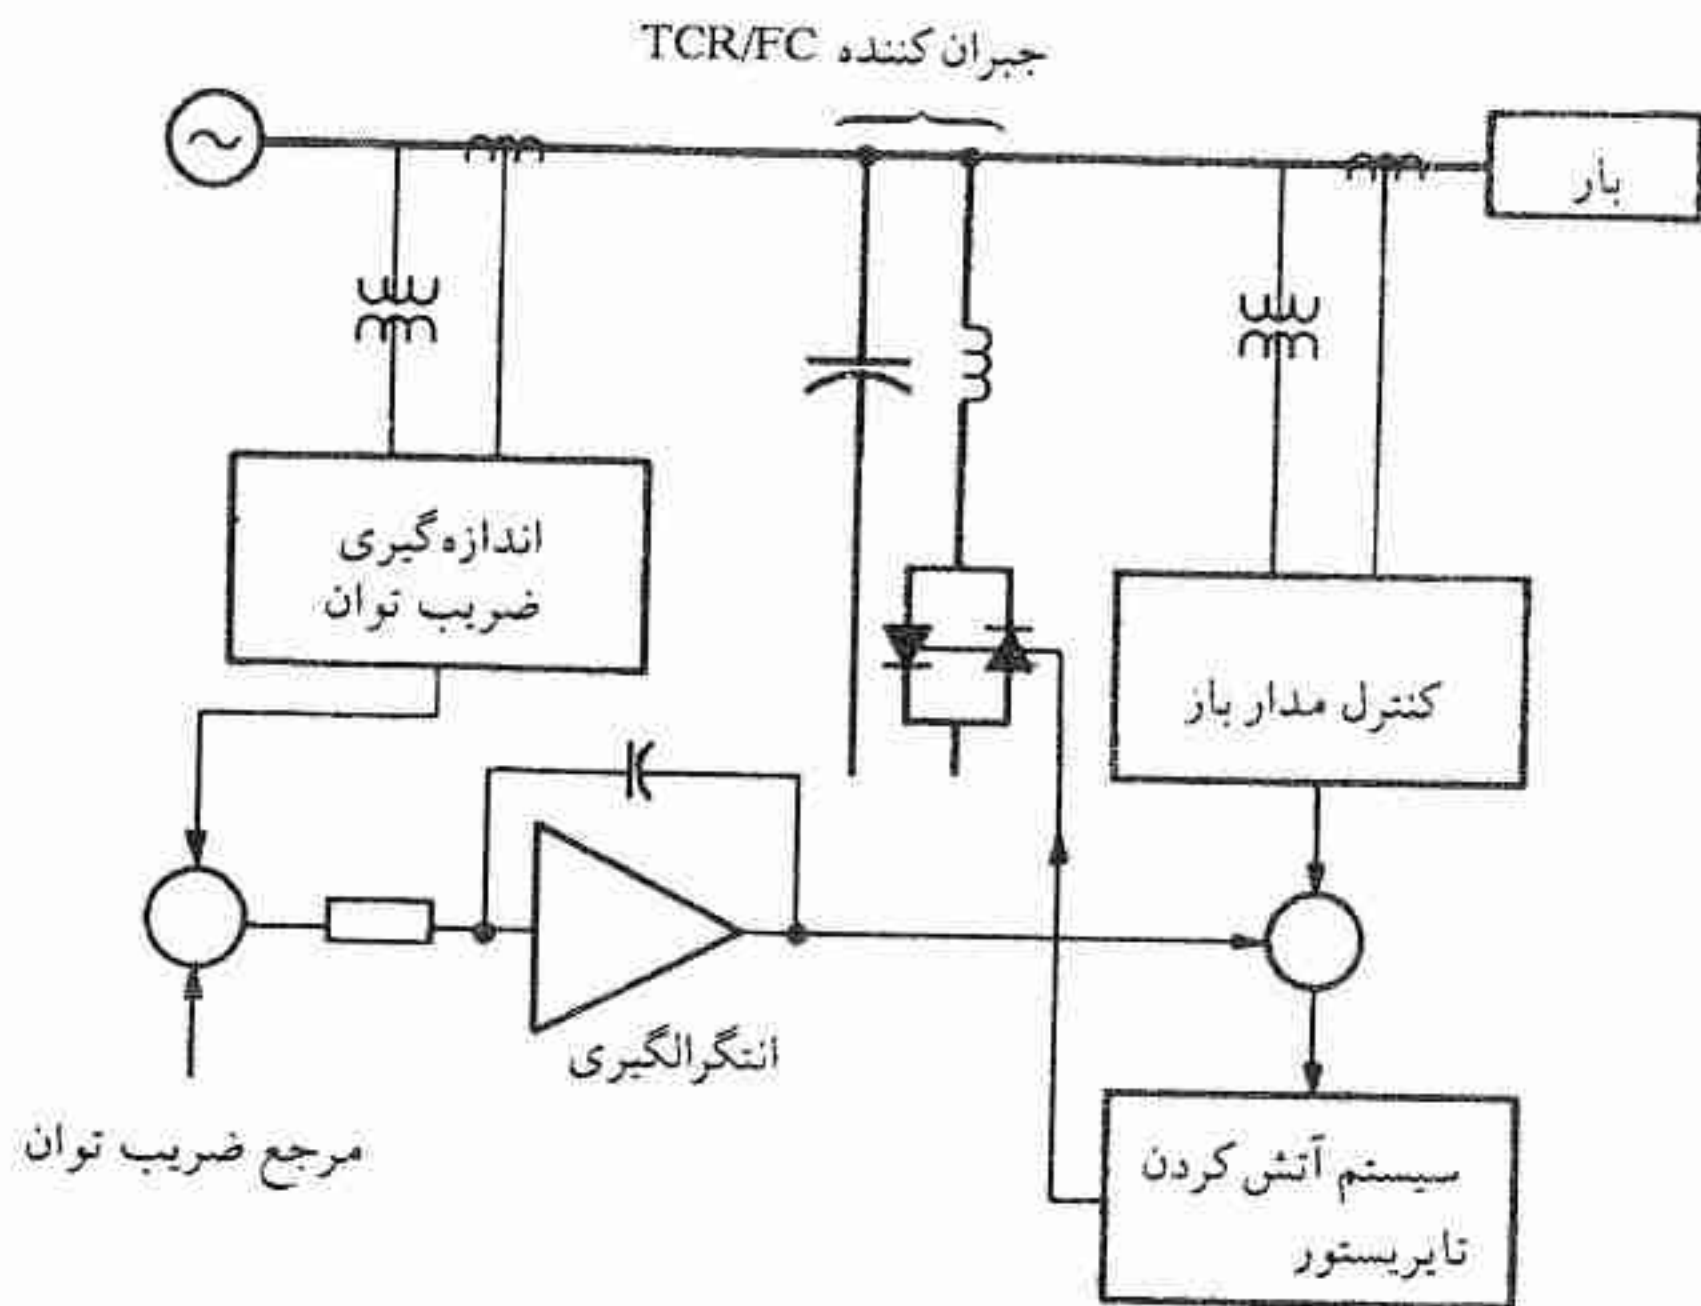 جبران کننده TCR/FC
بار
اندازه‌گیری
ضریب توان
کنترل مدار باز
انتگرالگیری
مرجع ضریب توان
سیستم آتش کردن
تایریستور